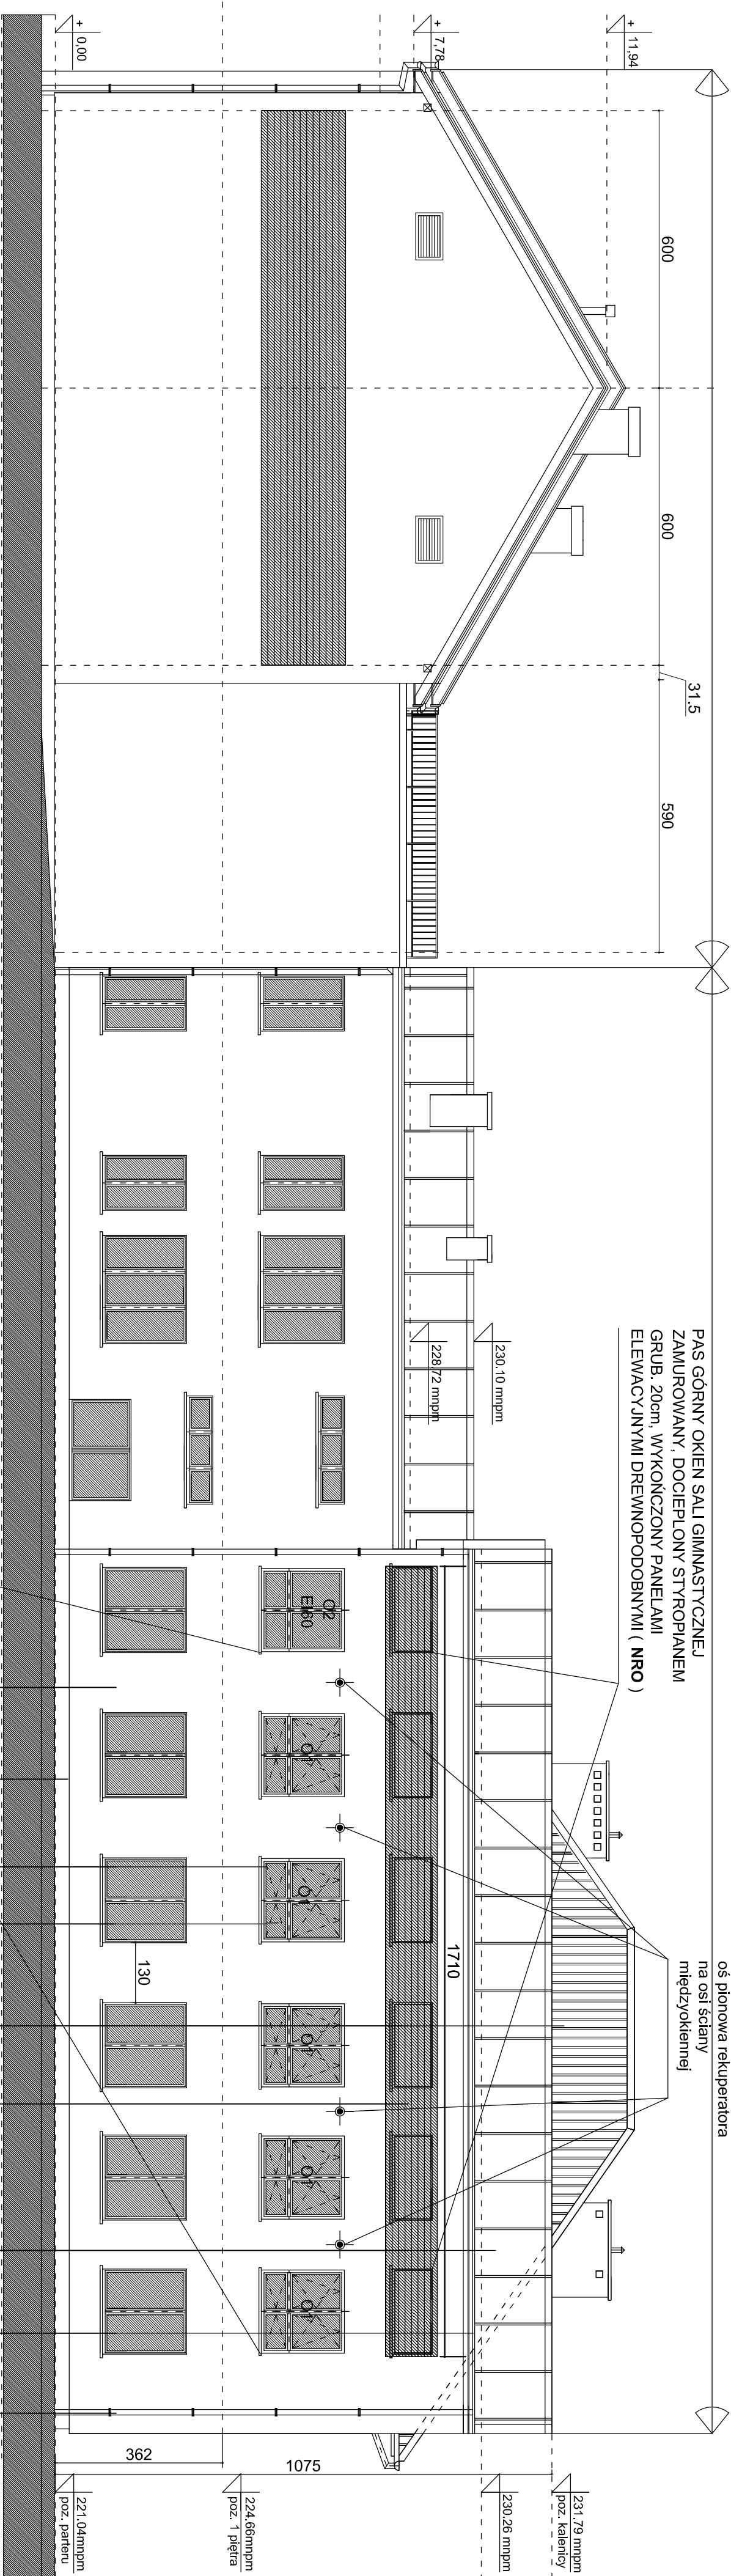 +
11,94
+
7,78
+
0,00
600
600
31.5
590
PAS GÓRNY OKIEN SALI GIMNASTYCZNEJ
ZAMUROWANY, DOCIEPLONY STYROPIANEM
GRUB. 20cm, WYKOŃCZONY PANELAMI
ELEWACYJNYMI DREWNOPODOBNYMI ( NRO )
230.10 mnpm
228.72 mnpm
oś pionowa rekuperatora
na osi ściany
międzyokiennej
O2
EI60
O1
O1
O1
O1
O1
1710
130
362
1075
231.79 mnpm
poz. kalenicy
230.26 mnpm
224.66mnpm
poz. 1 piętra
221.04mnpm
poz. parteru